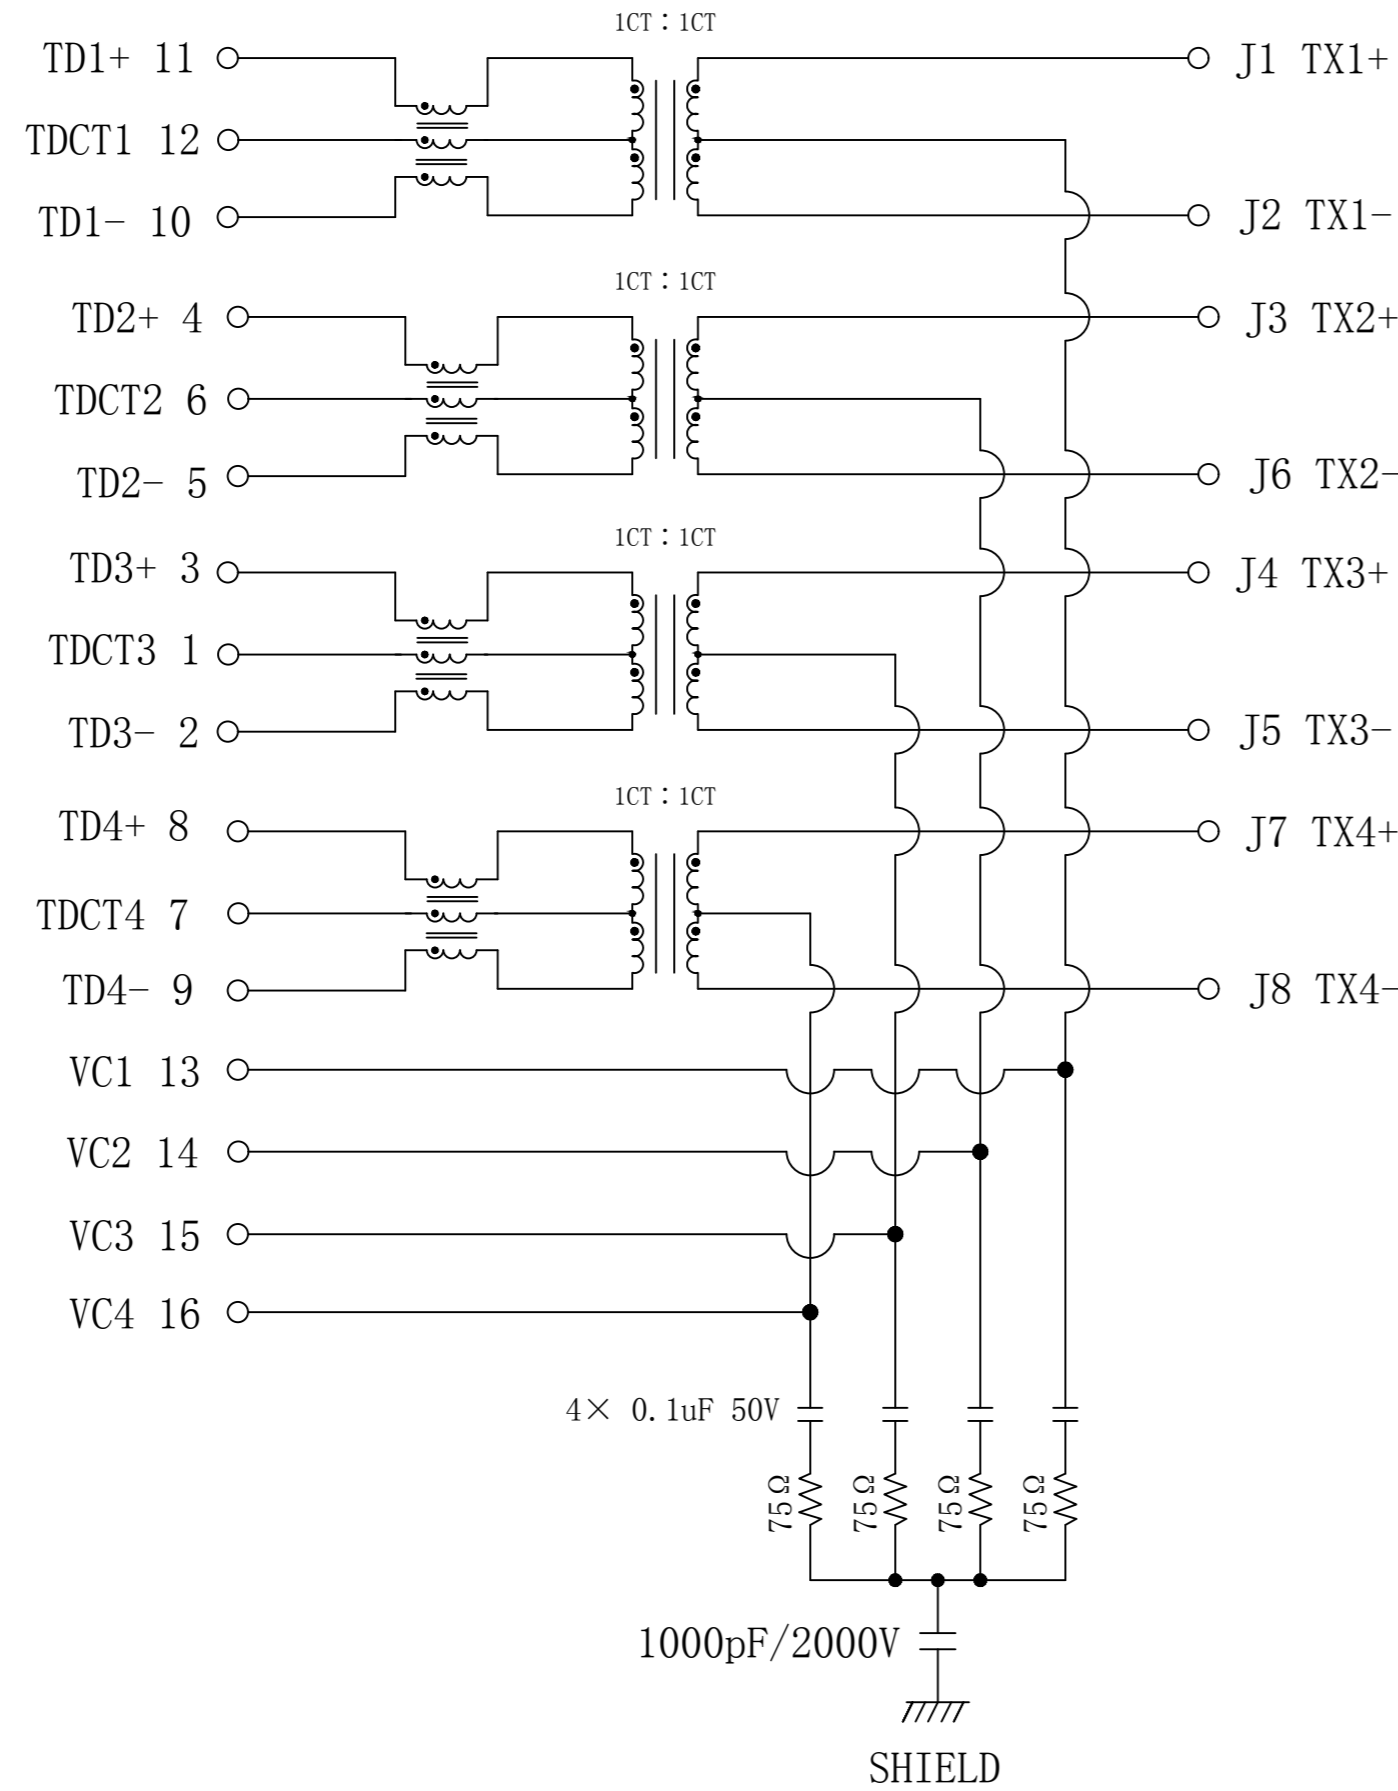 1CT：1CT
TD1+ 11
J1 TX1+
TDCT1 12
TD1- 10
J2 TX1-
1CT：1CT
TD2+ 4
J3 TX2+
TDCT2 6
TD2- 5
J6 TX2-
1CT：1CT
TD3+ 3
J4 TX3+
TDCT3 1
TD3- 2
J5 TX3-
1CT：1CT
TD4+ 8
J7 TX4+
TDCT4 7
TD4- 9
J8 TX4-
VC1 13
VC2 14
VC3 15
VC4 16
4× 0.1uF 50V
75Ω
75Ω
75Ω
75Ω
1000pF/2000V
SHIELD